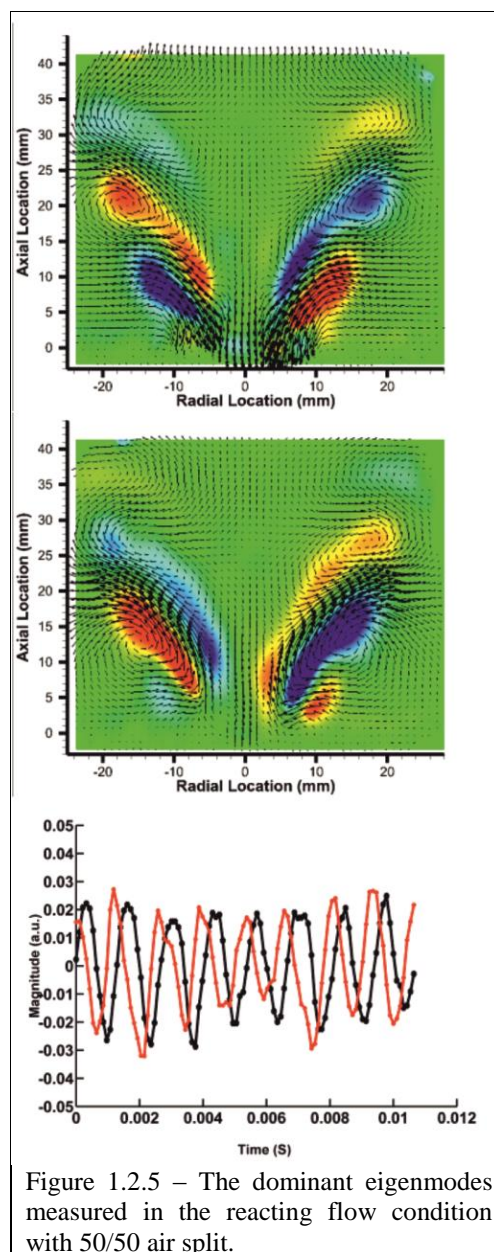 40
35
30
25
20
15
10
5
0
Axial Location (mm)
-20 -10 0 10 20
Radial Location (mm)
40
35
30
25
20
15
10
5
0
Axial Location (mm)
-20 -10 0 10 20
Radial Location (mm)
0.05
0.04
0.03
0.02
0.01
0
-0.01
-0.02
-0.03
-0.04
-0.05
Magnitude (a.u.)
0 0.002 0.004 0.006 0.008 0.01 0.012
Time (S)
Figure 1.2.5 – The dominant eigenmodes
measured in the reacting flow condition
with 50/50 air split.